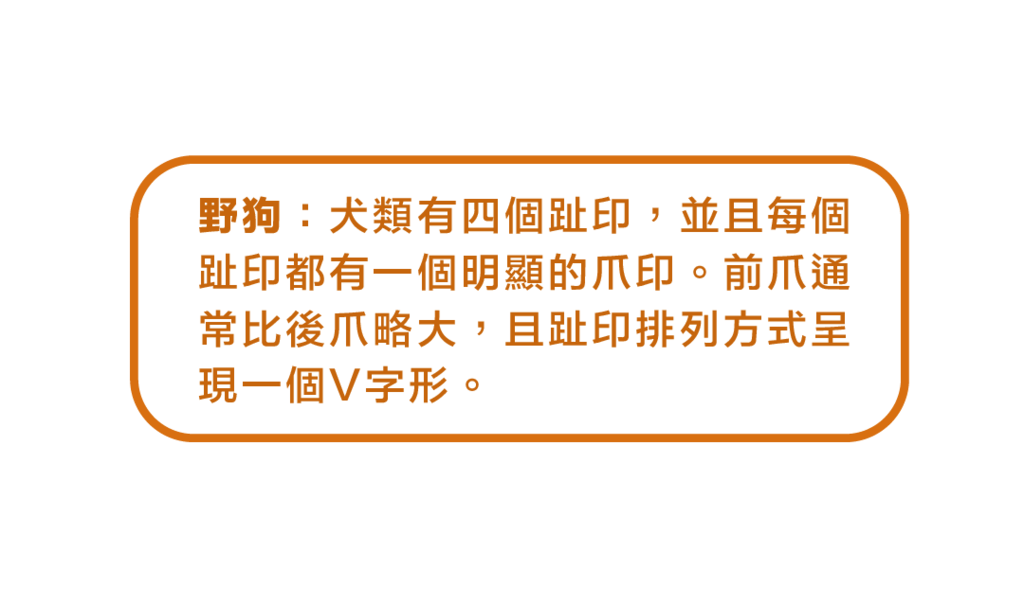 野狗：犬類有四個趾印，並且每個
趾印都有一個明顯的爪印。前爪通
常比後爪略大，且趾印排列方式呈
現一個V字形。